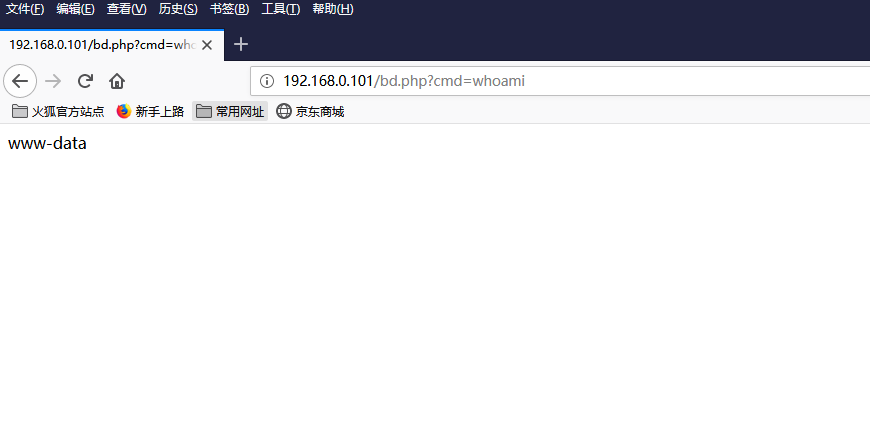 文件(F) 编辑(E) 查看(V) 历史(S) 书签(B) 工具(T) 帮助(H)
192.168.0.101/bd.php?cmd=who
192.168.0.101/bd.php?cmd=whoami
火狐官方站点 新手上路 常用网址 京东商城
www-data